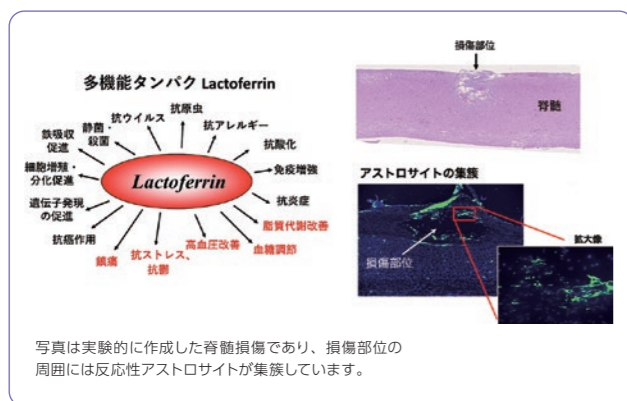 多機能タンパク Lactoferrin
抗原虫
抗ウイルス
抗アレルギー
静菌・
殺菌
抗酸化
鉄吸収
促進
免疫増強
細胞増殖・
分化促進
Lactoferrin
抗炎症
遺伝子発現
の促進
脂質代謝改善
抗癌作用
血糖調節
高血圧改善
鎮痛
抗ストレス、
抗鬱
損傷部位
脊髄
アストロサイトの集簇
損傷部位
拡大像
写真は実験的に作成した脊髄損傷であり、損傷部位の
周囲には反応性アストロサイトが集簇しています。